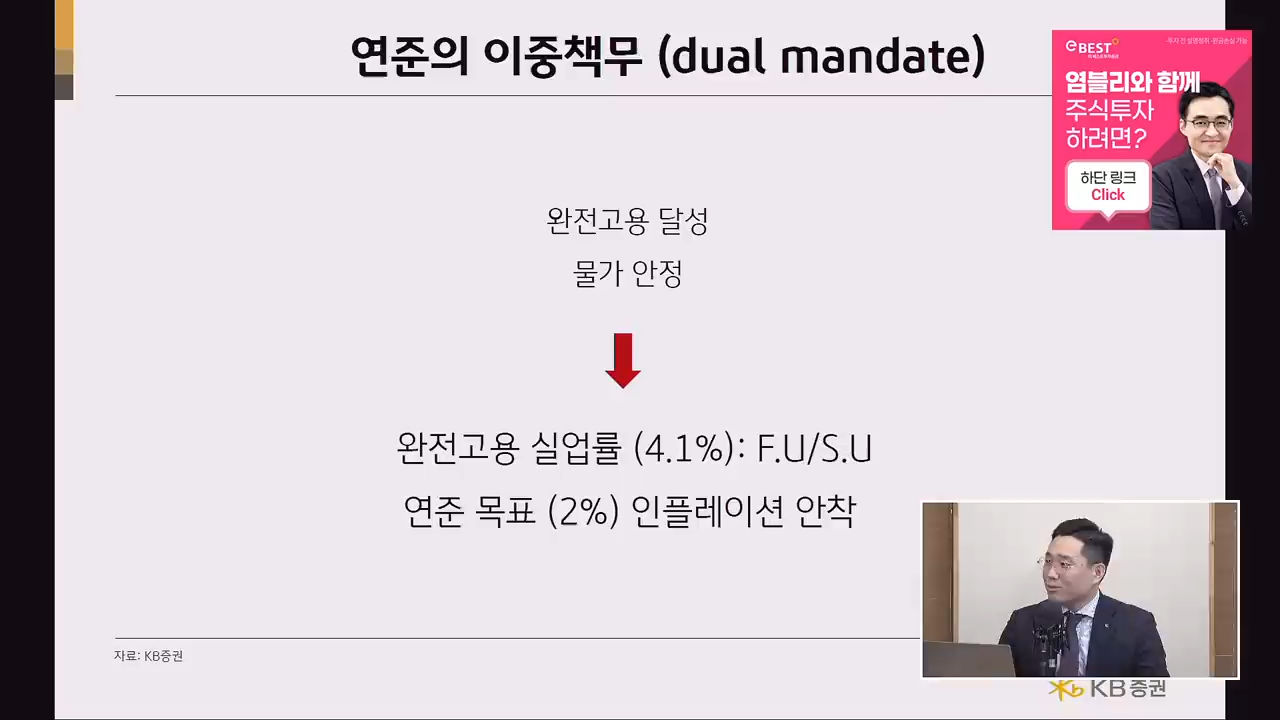 연준의 이중책무 (dual mandate)
eBEST
염블리와 함께
주식투자
하려면?
하단 링크
Click
완전고용 달성
물가 안정
완전고용 실업률 (4.1%): F.U/S.U
연준 목표 (2%) 인플레이션 안착
자료: KB증권
KB증권